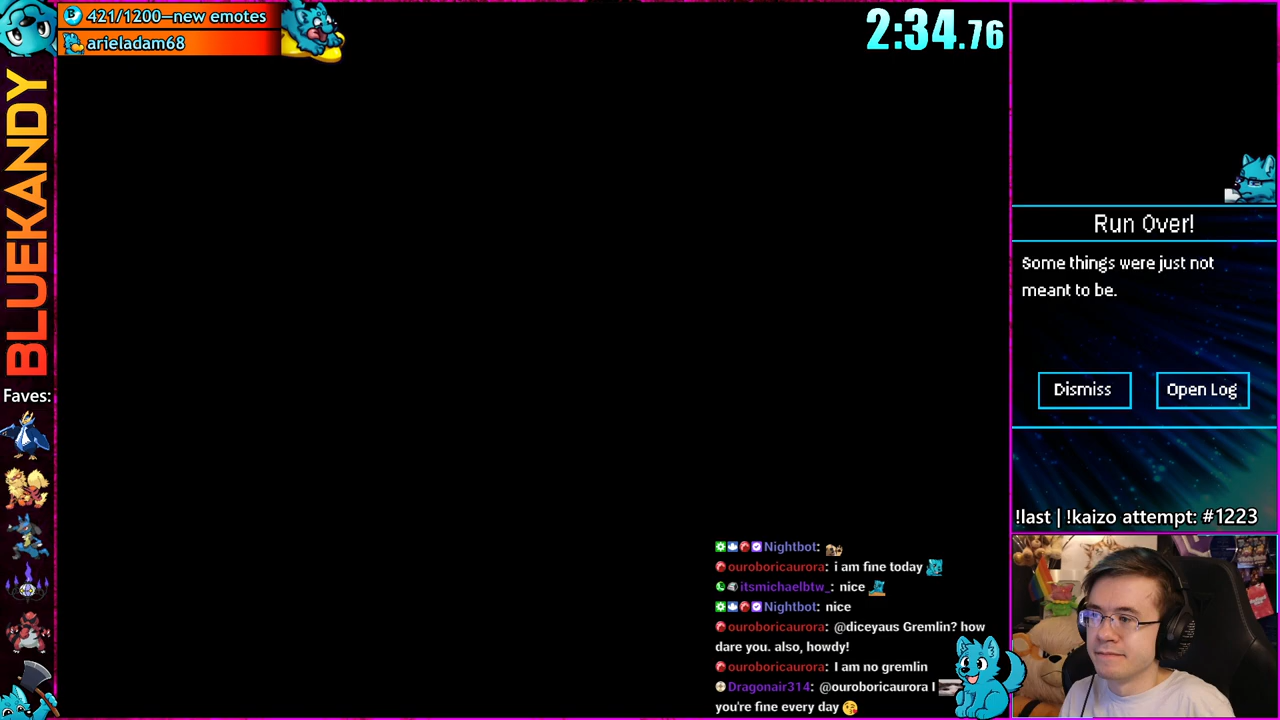 421/1200—new emotes
arieladam68
2:34.76
BLUEKANDY
Faves:
Run Over!
Some things were just not
meant to be.
Dismiss
Open Log
!last | !kaizo attempt: #1223
Nightbot:
ouroboricaurora: i am fine today
itsmichaelbtw_: nice
Nightbot: nice
ouroboricaurora: @diceyaus Gremlin? how
dare you. also, howdy!
ouroboricaurora: I am no gremlin
Dragonair314: @ouroboricaurora I
you're fine every day